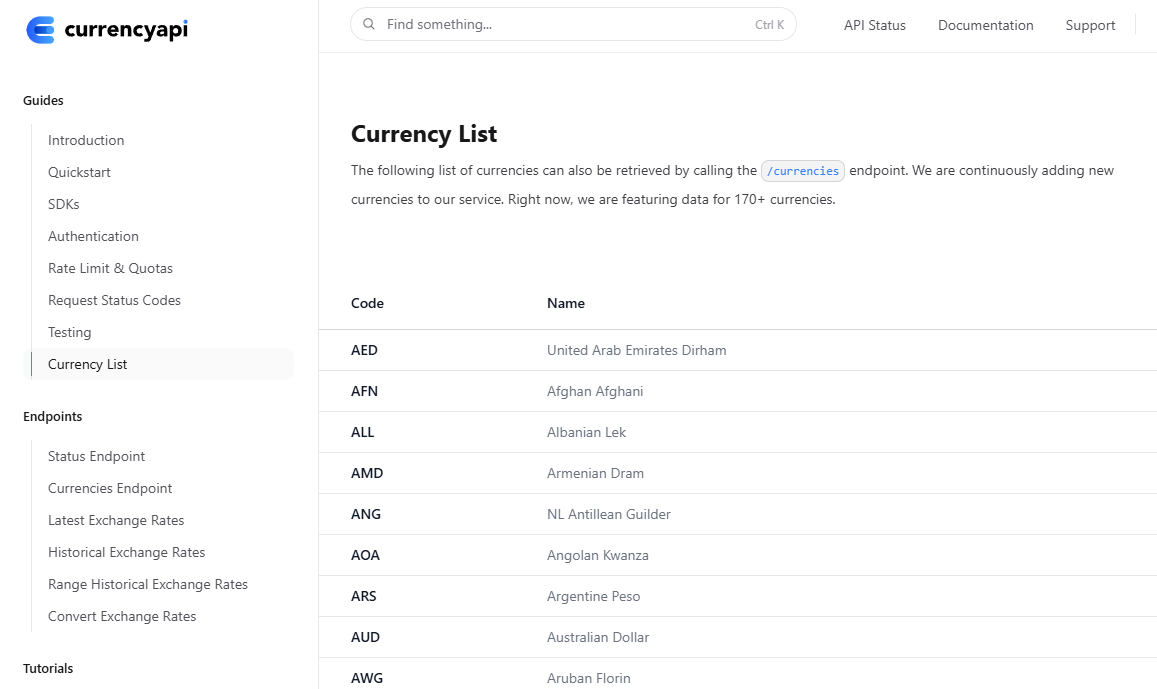 currencyapi
Find something...
Ctrl K
API Status
Documentation
Support
Guides
Introduction
Quickstart
SDKs
Authentication
Rate Limit & Quotas
Request Status Codes
Testing
Currency List
Endpoints
Status Endpoint
Currencies Endpoint
Latest Exchange Rates
Historical Exchange Rates
Range Historical Exchange Rates
Convert Exchange Rates
Tutorials
Currency List
The following list of currencies can also be retrieved by calling the /currencies endpoint. We are continuously adding new
currencies to our service. Right now, we are featuring data for 170+ currencies.
Code Name
AED United Arab Emirates Dirham
AFN Afghan Afghani
ALL Albanian Lek
AMD Armenian Dram
ANG NL Antillean Guilder
AOA Angolan Kwanza
ARS Argentine Peso
AUD Australian Dollar
AWG Aruban Florin